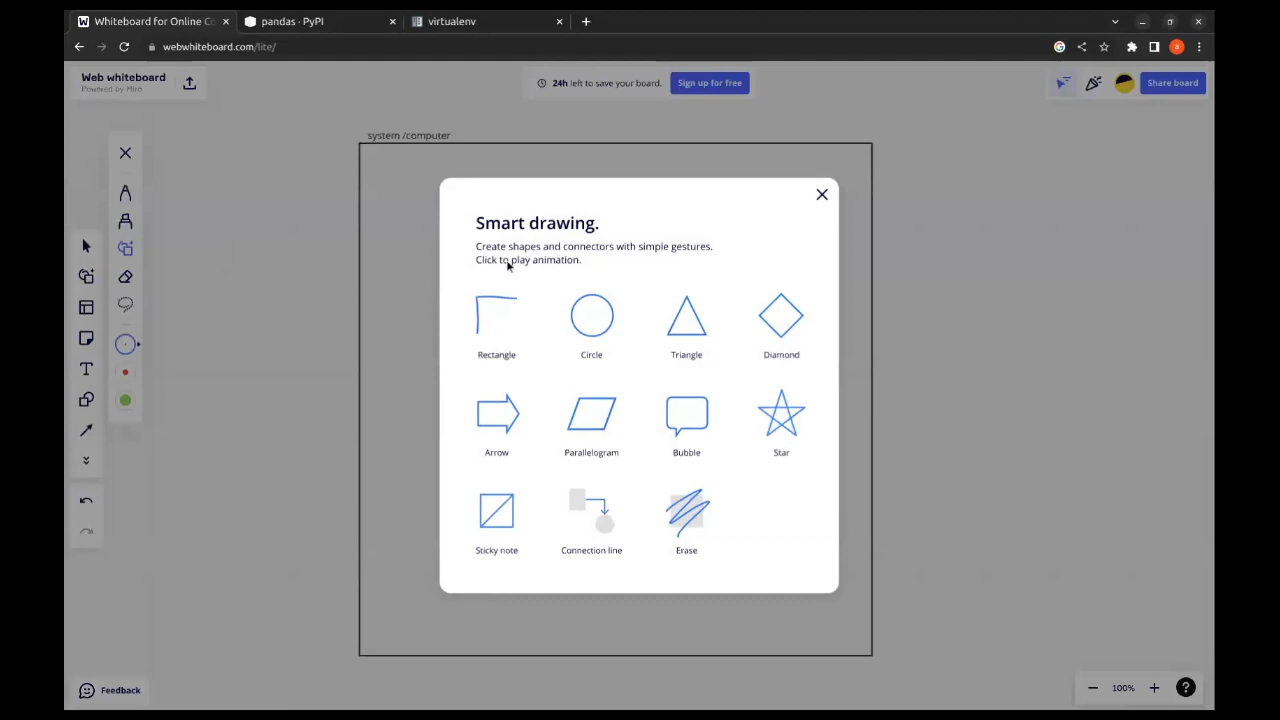 Whiteboard for Online Co
pandas · PyPI
virtualenv
webwhiteboard.com/lite/
a
Web whiteboard
Powered by Miro
24h left to save your board.
Sign up for free
Share board
system /computer
Smart drawing.
Create shapes and connectors with simple gestures.
Click to play animation.
Rectangle
Circle
Triangle
Diamond
Arrow
Parallelogram
Bubble
Star
Sticky note
Connection line
Erase
Feedback
100%